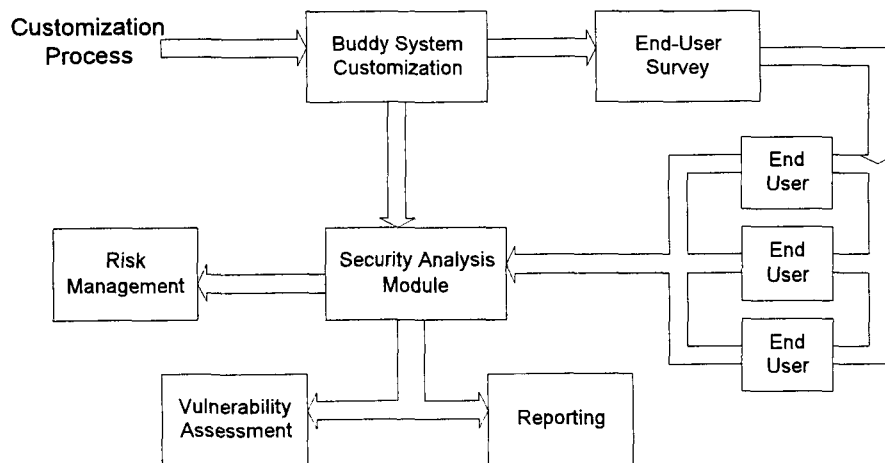 Customization
Process
Buddy System
Customization
End-User
Survey
End
User
End
User
End
User
Risk
Management
Security Analysis
Module
Vulnerability
Assessment
Reporting